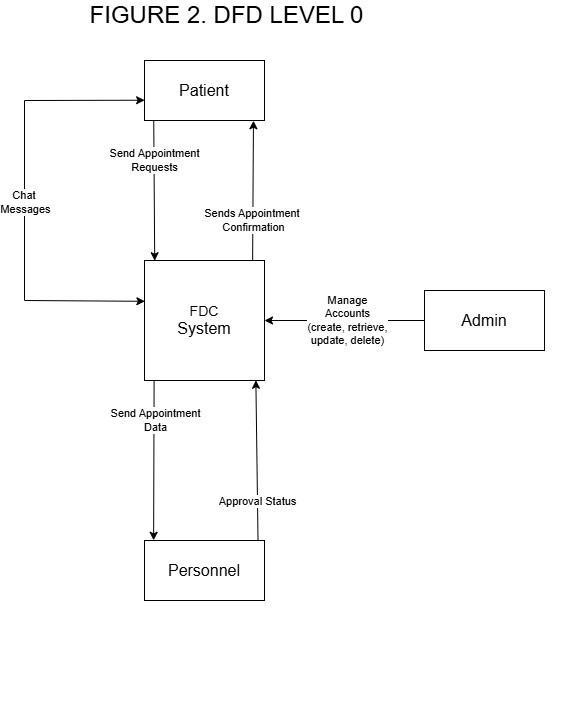 FIGURE 2. DFD LEVEL 0
Patient
Send Appointment
Requests
Chat
Messages
Sends Appointment
Confirmation
FDC
System
Manage
Accounts
(create, retrieve,
update, delete)
Admin
Send Appointment
Data
Approval Status
Personnel